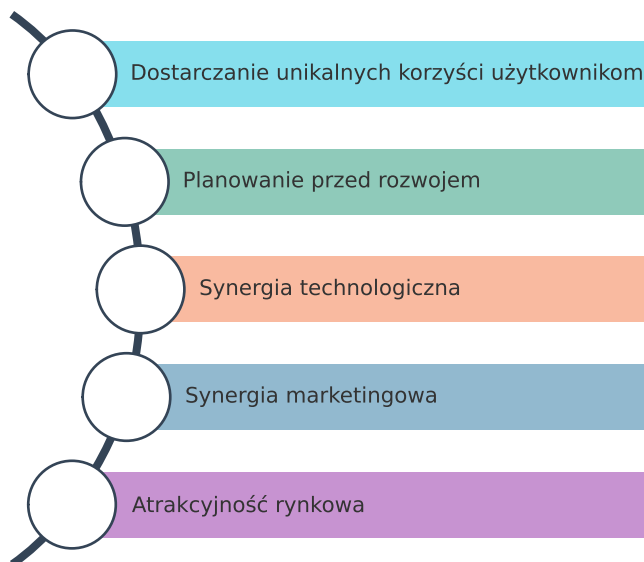 Dostarczanie unikalnych korzyści użytkownikom
Planowanie przed rozwojem
Synergia technologiczna
Synergia marketingowa
Atrakcyjność rynkowa